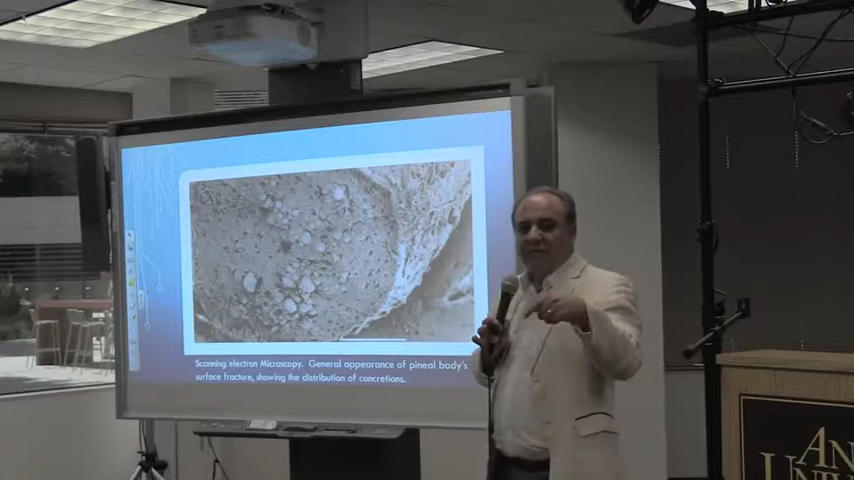 Scanning electron Microscopy. General appearance of pineal body's
surface fracture, showing the distribution of concretions.